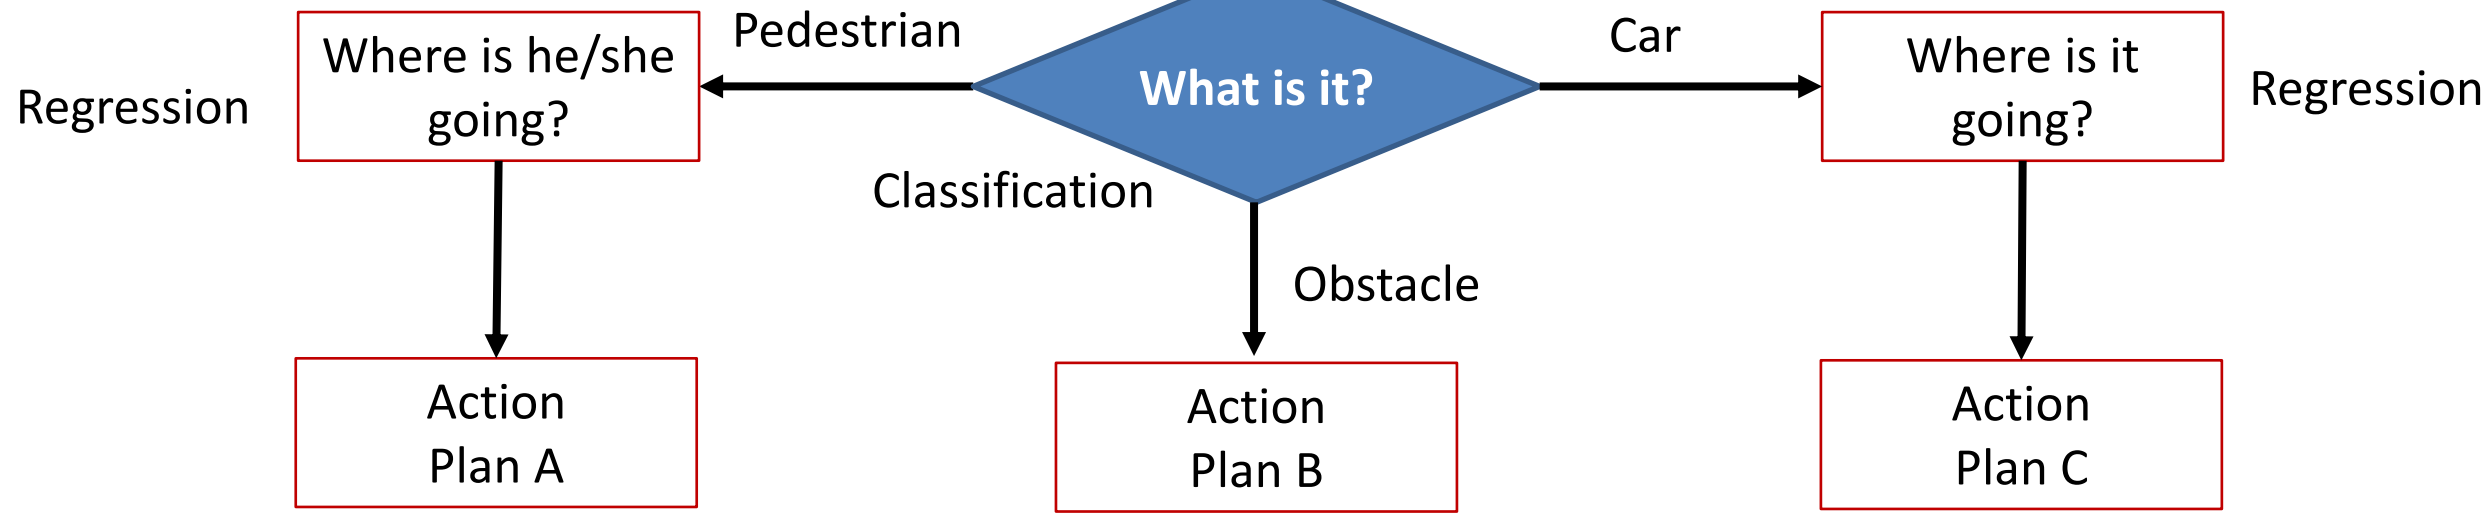 Regression
Where is he/she
going?
Pedestrian
What is it?
Classification
Car
Where is it
going?
Regression
Obstacle
Action
Plan A
Action
Plan B
Action
Plan C